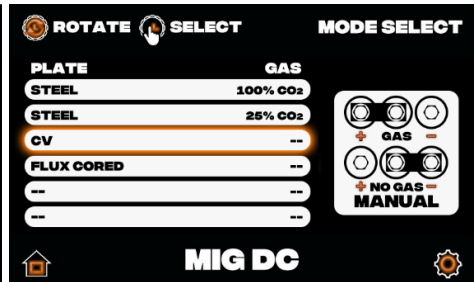 ROTATE SELECT MODE SELECT
PLATE GAS
STEEL 100% CO₂
STEEL 25% CO₂
CV --
FLUX CORED --
-- --
-- --
+ GAS -
+ NO GAS -
MANUAL
MIG DC